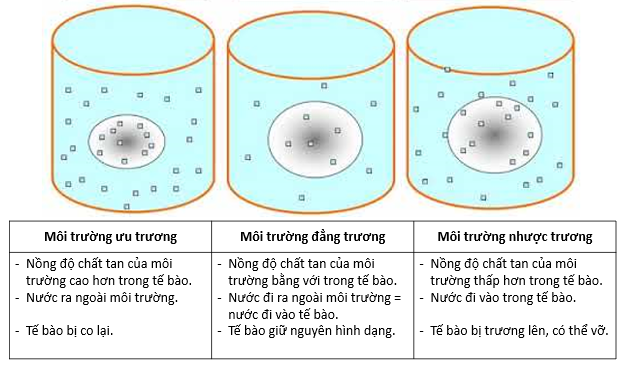 Môi trường ưu trương
Môi trường đẳng trương
Môi trường nhược trương
- Nồng độ chất tan của môi
trường cao hơn trong tế bào.
- Nước ra ngoài môi trường.
- Tế bào bị co lại.
- Nồng độ chất tan của môi
trường bằng với trong tế bào.
- Nước đi ra ngoài môi trường =
nước đi vào tế bào.
- Tế bào giữ nguyên hình dạng.
- Nồng độ chất tan của môi
trường thấp hơn trong tế bào.
- Nước đi vào trong tế bào.
- Tế bào bị trương lên, có thể vỡ.